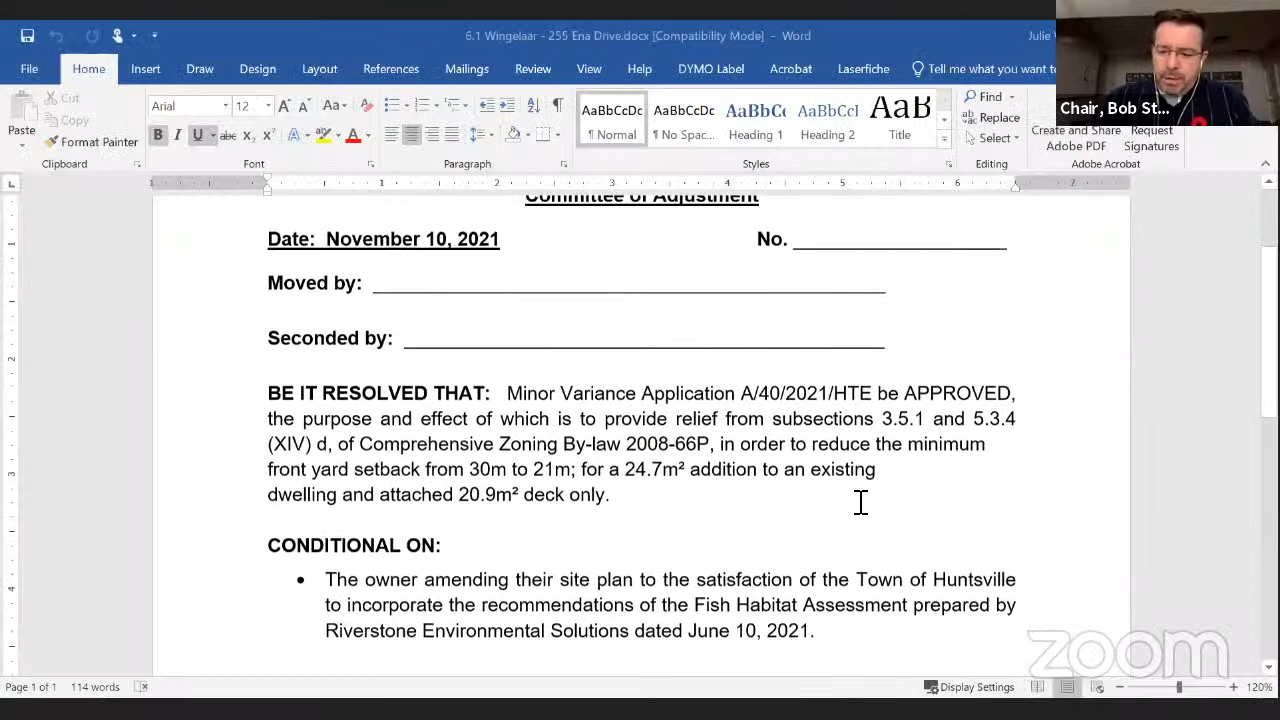 6.1 Wingelaar - 255 Ena Drive.docx [Compatibility Mode] - Word
Julie
File Home Insert Draw Design Layout References Mailings Review View Help DYMO Label Acrobat Laserfiche Tell me what you want to
Chair, Bob St...
Paste
Cut
Copy
Format Painter
Clipboard
Arial 12
Font
Paragraph
AaBbCcDc AaBbCcDc AaBbCc AaBbCcI AaB
¶ Normal ¶ No Spac... Heading 1 Heading 2 Title
Styles
Find
Replace
Select
Editing
Create and Share
Adobe PDF
Request
Signatures
Adobe Acrobat
1 1 2 3 4 5 6 7
Committee of Adjustment
Date: November 10, 2021 No.
Moved by:
Seconded by:
BE IT RESOLVED THAT: Minor Variance Application A/40/2021/HTE be APPROVED,
the purpose and effect of which is to provide relief from subsections 3.5.1 and 5.3.4
(XIV) d, of Comprehensive Zoning By-law 2008-66P, in order to reduce the minimum
front yard setback from 30m to 21m; for a 24.7m² addition to an existing
dwelling and attached 20.9m² deck only.
CONDITIONAL ON:
• The owner amending their site plan to the satisfaction of the Town of Huntsville
to incorporate the recommendations of the Fish Habitat Assessment prepared by
Riverstone Environmental Solutions dated June 10, 2021.
zoom
Page 1 of 1 114 words Display Settings 120%